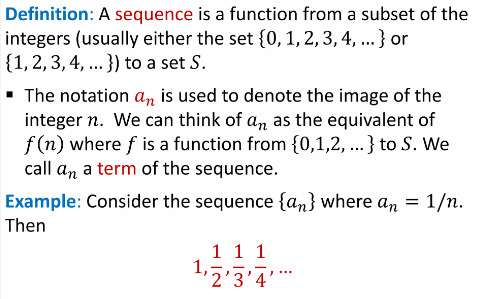 Definition: A sequence is a function from a subset of the
integers (usually either the set {0, 1, 2, 3, 4, …} or
{1, 2, 3, 4, …}) to a set S.
▪ The notation aₙ is used to denote the image of the
integer n. We can think of aₙ as the equivalent of
f(n) where f is a function from {0,1,2, …} to S. We
call aₙ a term of the sequence.
Example: Consider the sequence {aₙ} where aₙ = 1/n.
Then
1, 1/2, 1/3, 1/4, …